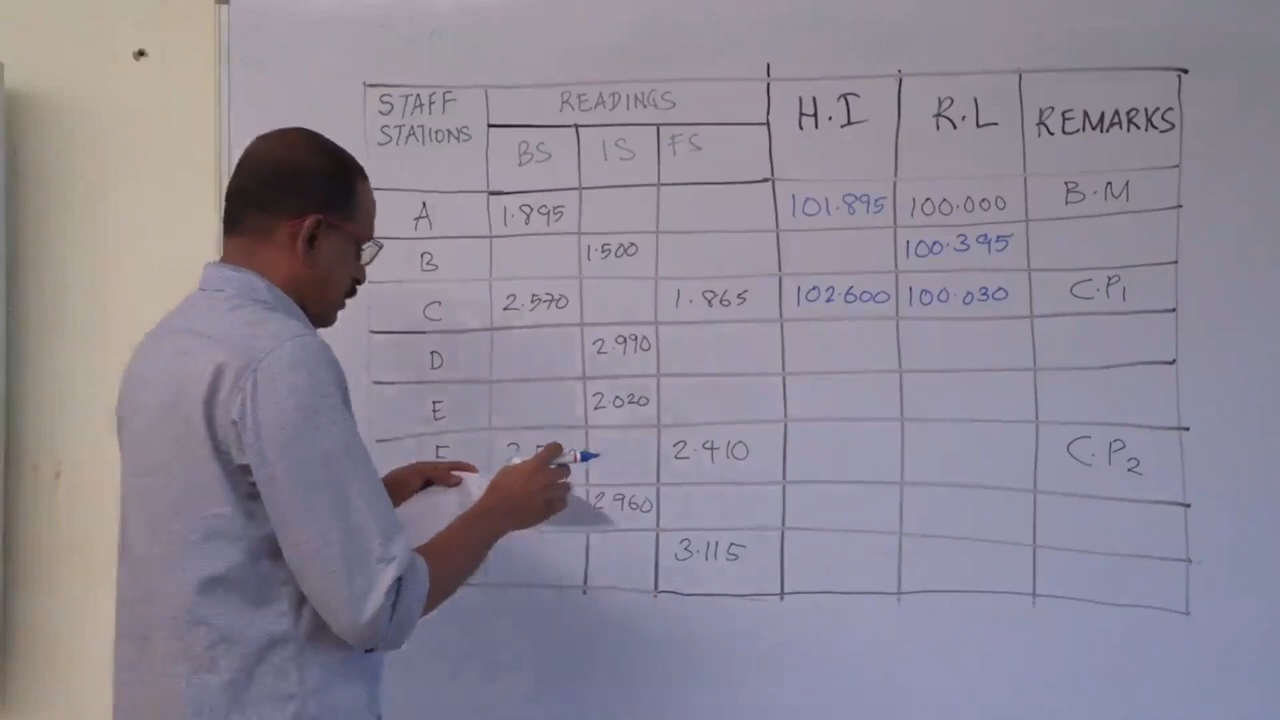 STAFF STATIONS READINGS H.I R.L REMARKS
BS IS FS
A 1.895 101.895 100.000 B.M
B 1.500 100.395
C 2.570 1.865 102.600 100.030 C.P1
D 2.990
E 2.020
F 2.410 C.P2
2.960
3.115